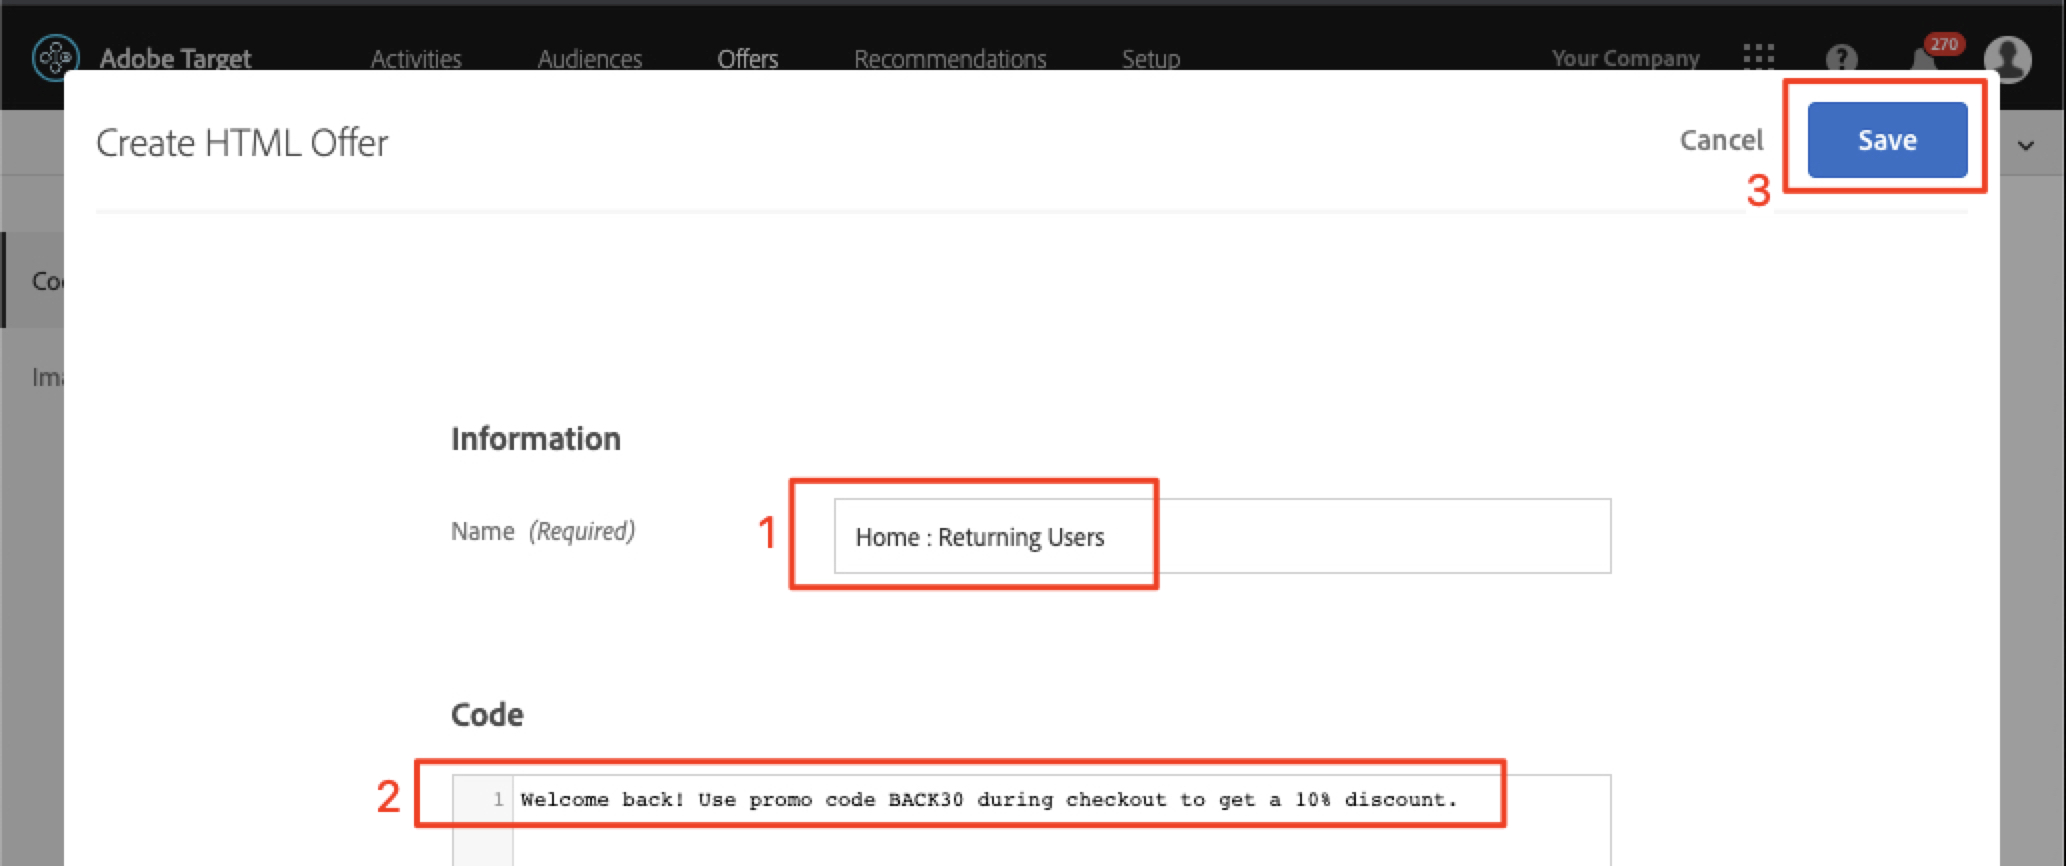 Adobe Target Activities Audiences Offers Recommendations Setup Your Company 270
Create HTML Offer Cancel Save
3
Information
Name (Required) 1 Home : Returning Users
Code
2 1 Welcome back! Use promo code BACK30 during checkout to get a 10% discount.